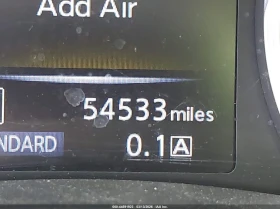 Add Air
54533 miles
NDARD
0.1 A